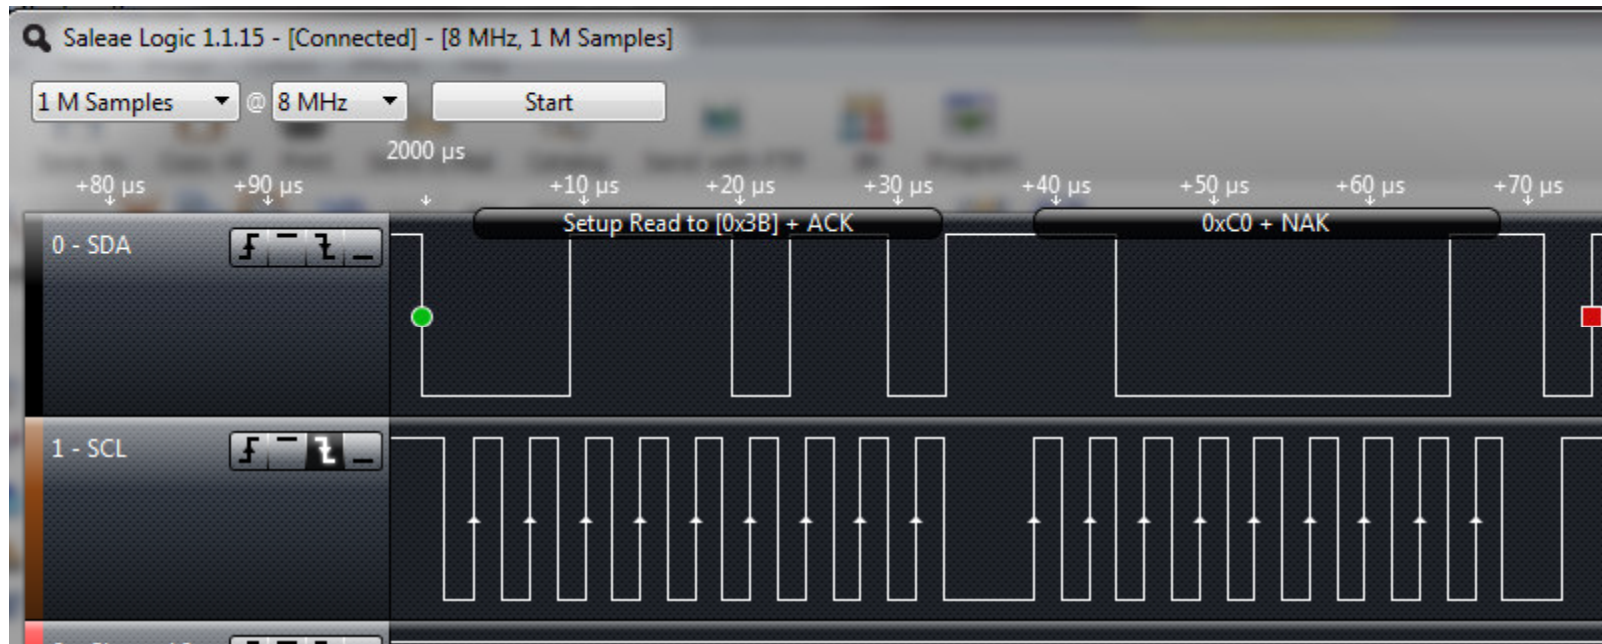 Saleae Logic 1.1.15 - [Connected] - [8 MHz, 1 M Samples]
1 M Samples @ 8 MHz Start
2000 µs
+80 µs +90 µs +10 µs +20 µs +30 µs +40 µs +50 µs +60 µs +70 µs
Setup Read to [0x3B] + ACK 0xC0 + NAK
0 - SDA
1 - SCL